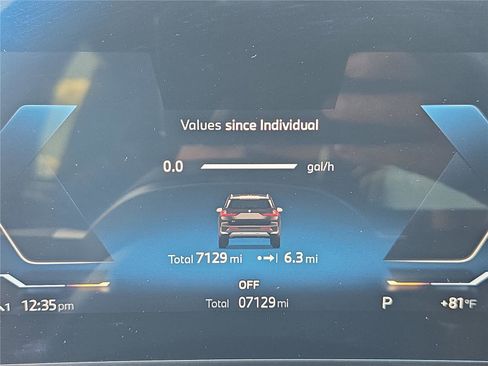 Values since Individual
0.0 gal/h
Total 7129 mi 6.3 mi
OFF
Total 07129 mi
1 12:35 pm P +81°F